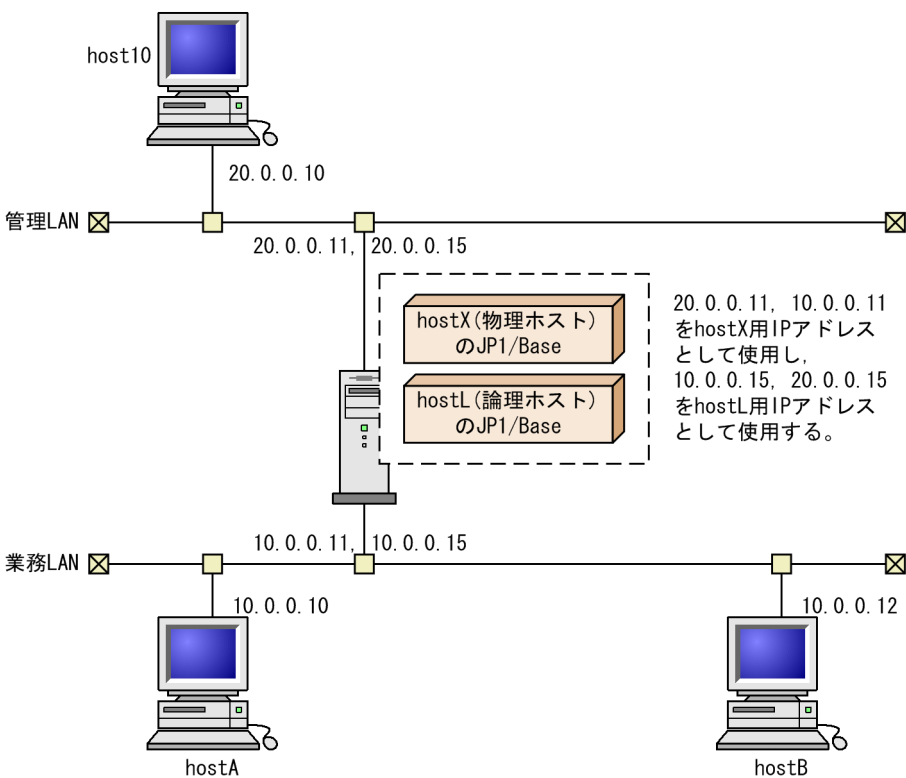 host10
20.0.0.10
管理LAN
20.0.0.11, 20.0.0.15
hostX(物理ホスト)
のJP1/Base
hostL(論理ホスト)
のJP1/Base
20.0.0.11, 10.0.0.11
をhostX用IPアドレス
として使用し,
10.0.0.15, 20.0.0.15
をhostL用IPアドレス
として使用する。
10.0.0.11, 10.0.0.15
業務LAN
10.0.0.10
10.0.0.12
hostA
hostB